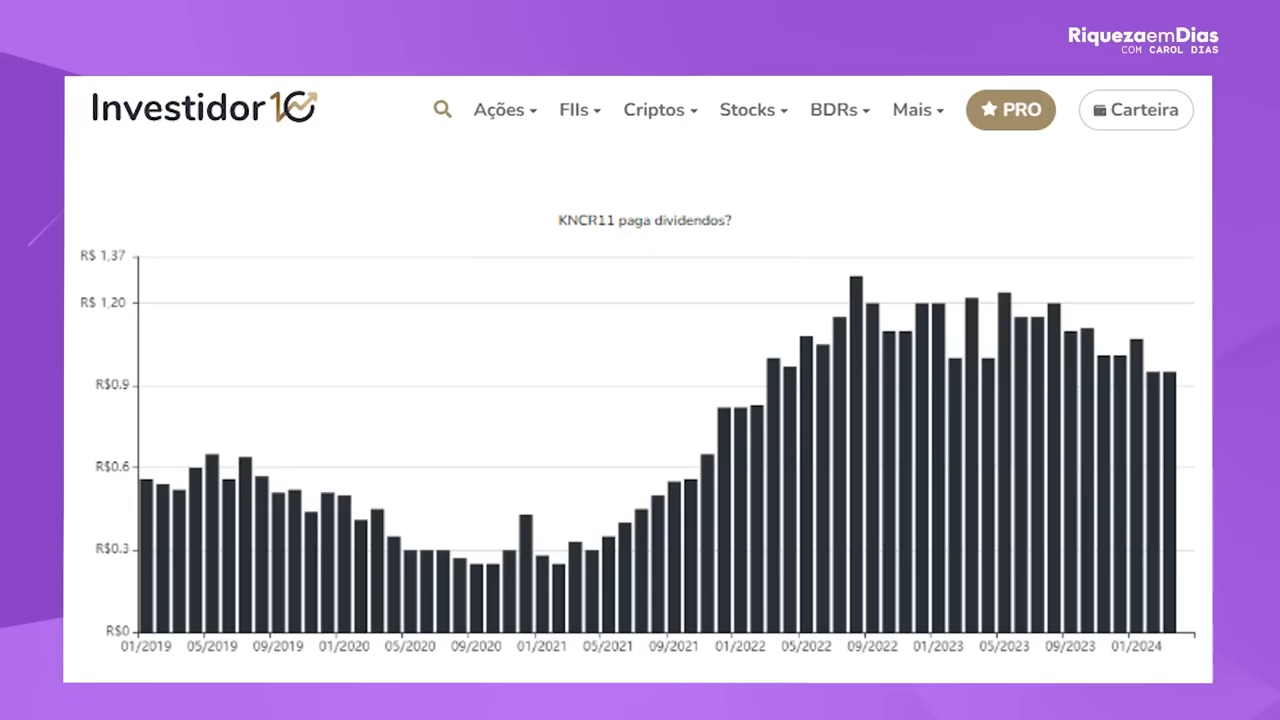 RiquezaemDias
COM CAROL DIAS
Investidor10
Ações
FIIs
Criptos
Stocks
BDRs
Mais
PRO
Carteira
KNCR11 paga dividendos?
R$ 1,37
R$ 1,20
R$0.9
R$0.6
R$0.3
R$0
01/2019 05/2019 09/2019 01/2020 05/2020 09/2020 01/2021 05/2021 09/2021 01/2022 05/2022 09/2022 01/2023 05/2023 09/2023 01/2024